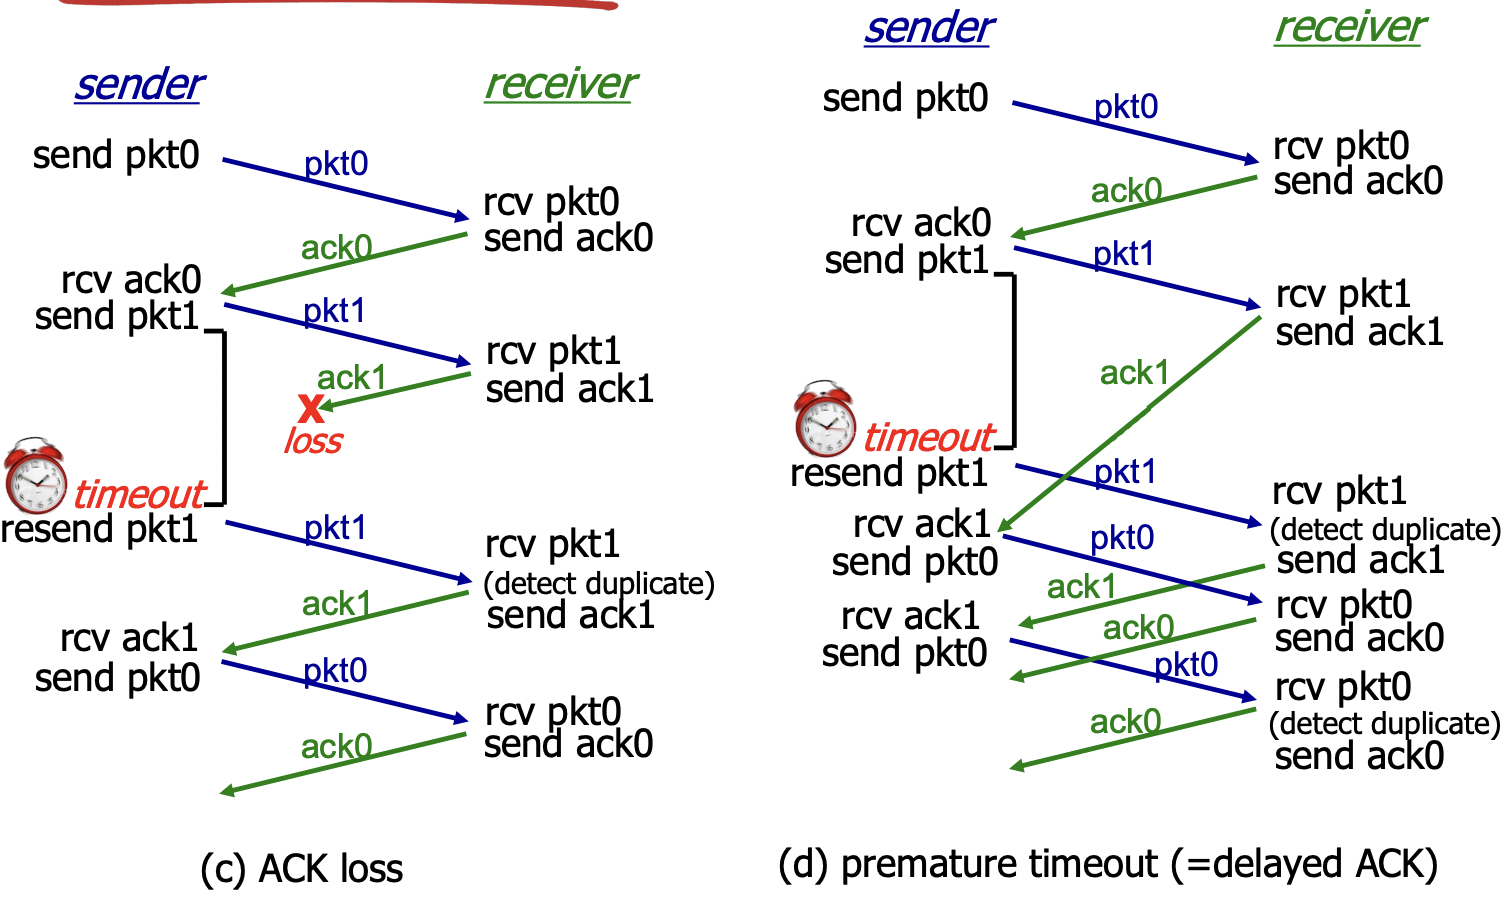 sender
receiver
send pkt0
pkt0
rcv pkt0
send ack0
ack0
rcv ack0
send pkt1
pkt1
rcv pkt1
send ack1
ack1
X
loss
timeout
resend pkt1
pkt1
rcv pkt1
(detect duplicate)
send ack1
ack1
rcv ack1
send pkt0
pkt0
rcv pkt0
send ack0
ack0
(c) ACK loss
sender
receiver
send pkt0
pkt0
rcv pkt0
send ack0
ack0
rcv ack0
send pkt1
pkt1
rcv pkt1
send ack1
ack1
timeout
resend pkt1
pkt1
rcv pkt1
(detect duplicate)
send ack1
rcv ack1
send pkt0
pkt0
ack1
rcv pkt0
send ack0
rcv ack1
send pkt0
ack0
pkt0
rcv pkt0
(detect duplicate)
send ack0
ack0
(d) premature timeout (=delayed ACK)